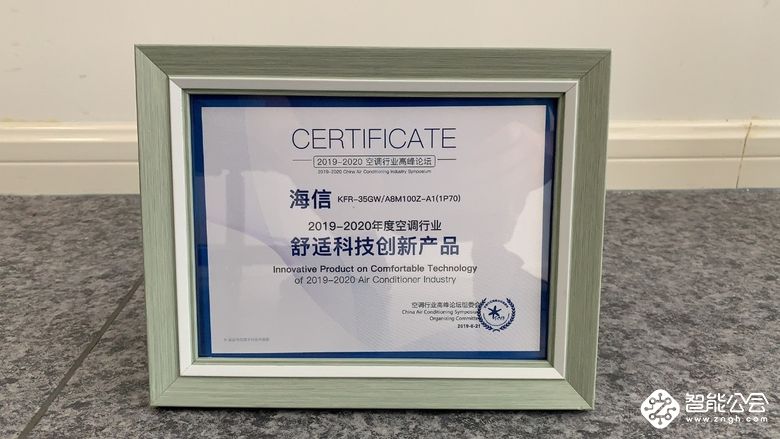 CERTIFICATE
2019-2020 空调行业高峰论坛
2019-2020 China Air Conditioning Industry Symposium
海信 KFR-35GW/A8M100Z-A1(1P70)
2019-2020年度空调行业
舒适科技创新产品
Innovative Product on Comfortable Technology
of 2019-2020 Air Conditioner Industry
空调行业高峰论坛组委会
China Air Conditioning Symposium
Organizing Committee
2019-6-21
智能公会
www.zngh.com